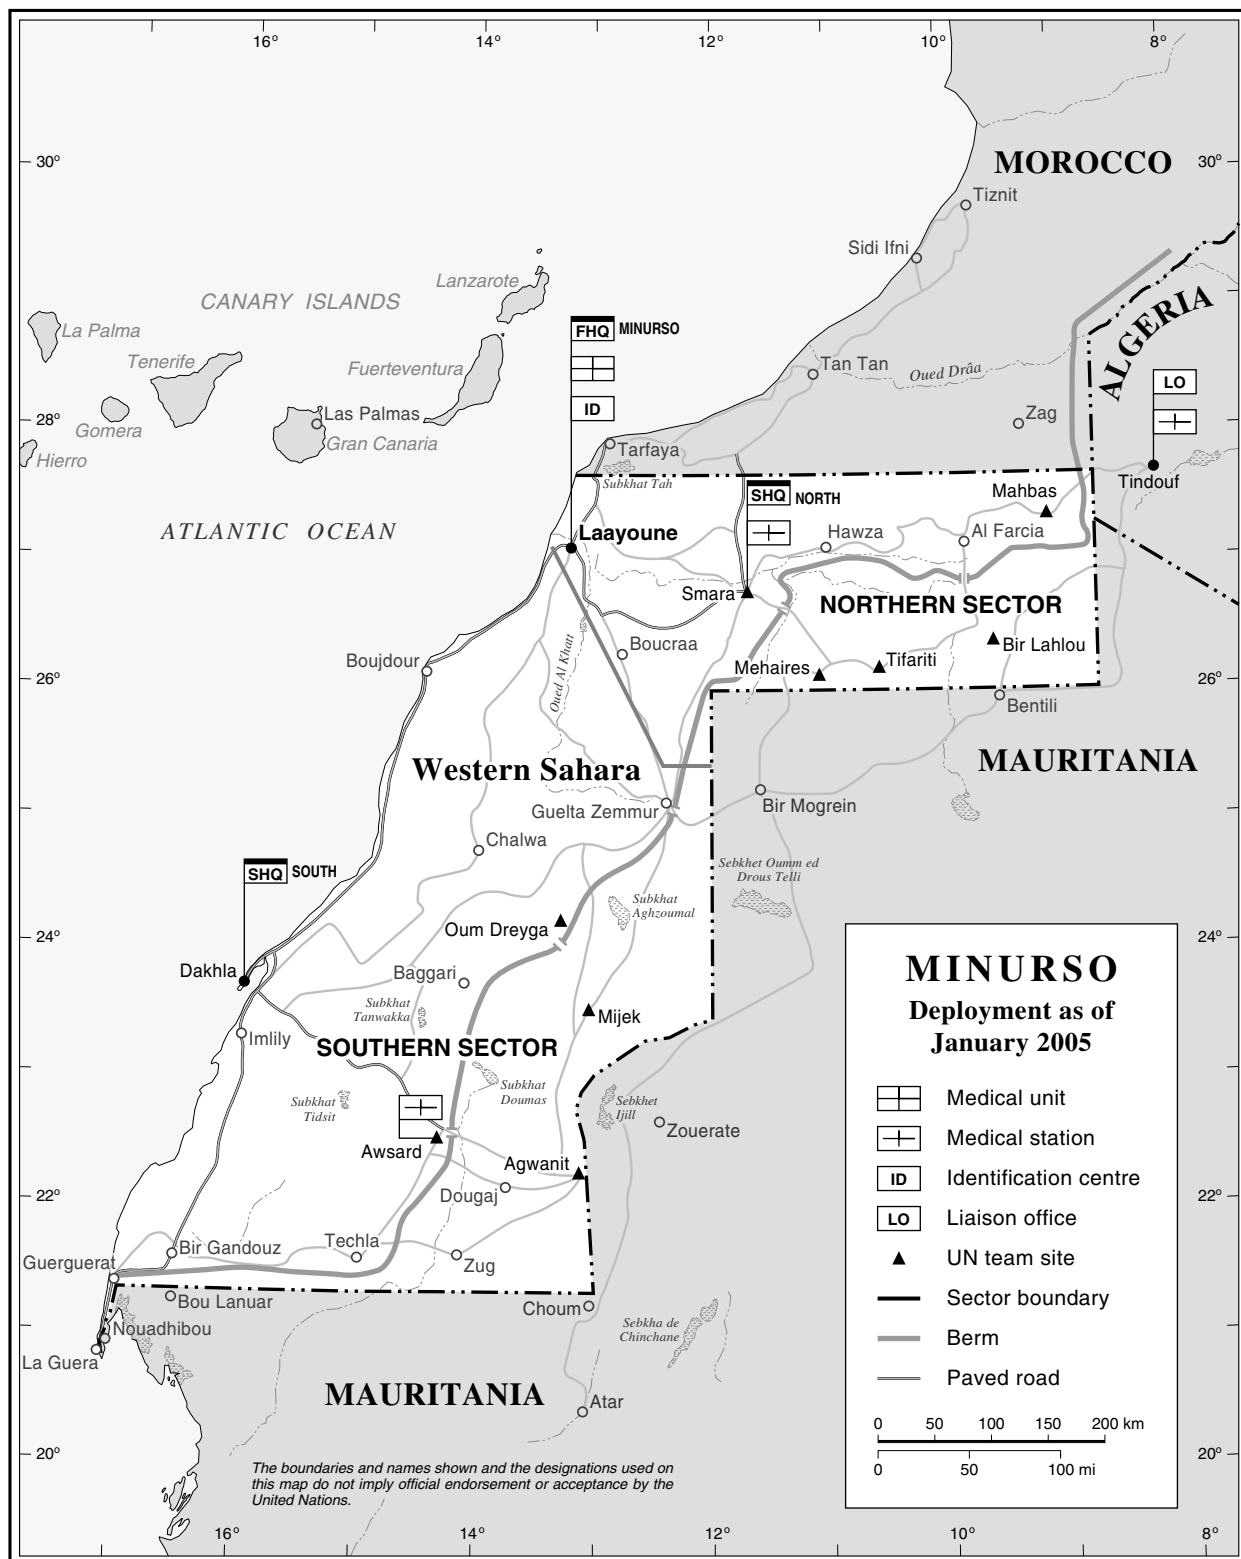 16°
14°
12°
10°
8°
30°
30°
MOROCCO
Tiznit
Sidi Ifni
Lanzarote
CANARY ISLANDS
La Palma
Tenerife
Fuerteventura
FHQ MINURSO
ID
Tan Tan
Oued Drâa
ALGERIA
LO
28°
28°
Las Palmas
Gomera
Gran Canaria
Hierro
Zag
Tarfaya
Subkhat Tah
Tindouf
SHQ NORTH
Mahbas
ATLANTIC OCEAN
Laayoune
Hawza
Al Farcia
Smara
NORTHERN SECTOR
Boucraa
Oued Al Khatt
Boujdour
Mehaires
Tifariti
Bir Lahlou
26°
26°
Bentili
Western Sahara
MAURITANIA
Guelta Zemmur
Bir Mogrein
Chalwa
SHQ SOUTH
Sebkhet Oumm ed
Drous Telli
Subkhat
Aghzoumal
Oum Dreyga
24°
24°
Dakhla
Baggari
Subkhat
Tanwakka
Mijek
Imlily
SOUTHERN SECTOR
Subkhat
Doumas
Subkhat
Tidsit
Sebkhet
Ijill
Zouerate
Awsard
Agwanit
Dougaj
22°
22°
Techla
Bir Gandouz
Zug
Guerguerat
Bou Lanuar
Choum
Nouadhibou
Sebkha de
Chinchane
La Guera
MAURITANIA
Atar
20°
20°
MINURSO
Deployment as of
January 2005
Medical unit
Medical station
ID Identification centre
LO Liaison office
UN team site
Sector boundary
Berm
Paved road
0 50 100 150 200 km
0 50 100 mi
The boundaries and names shown and the designations used on
this map do not imply official endorsement or acceptance by the
United Nations.
16°
14°
12°
10°
8°